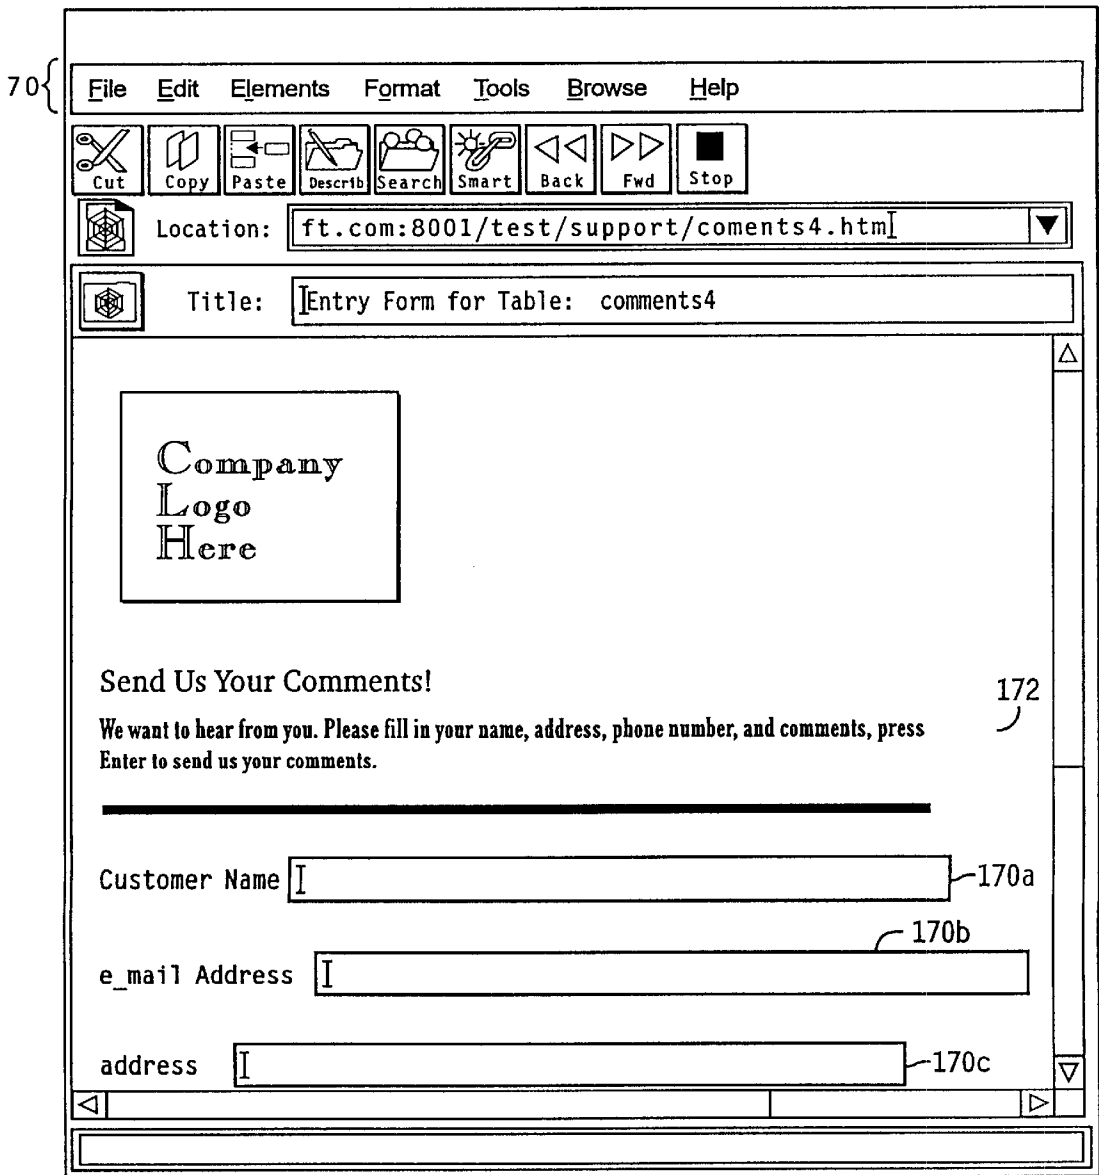 70
File Edit Elements Format Tools Browse Help
Cut Copy Paste Describ Search Smart Back Fwd Stop
Location: ft.com:8001/test/support/coments4.htm
Title: Entry Form for Table: comments4
Company
Logo
Here
Send Us Your Comments!
172
We want to hear from you. Please fill in your name, address, phone number, and comments, press
Enter to send us your comments.
Customer Name
170a
170b
e_mail Address
address
170c